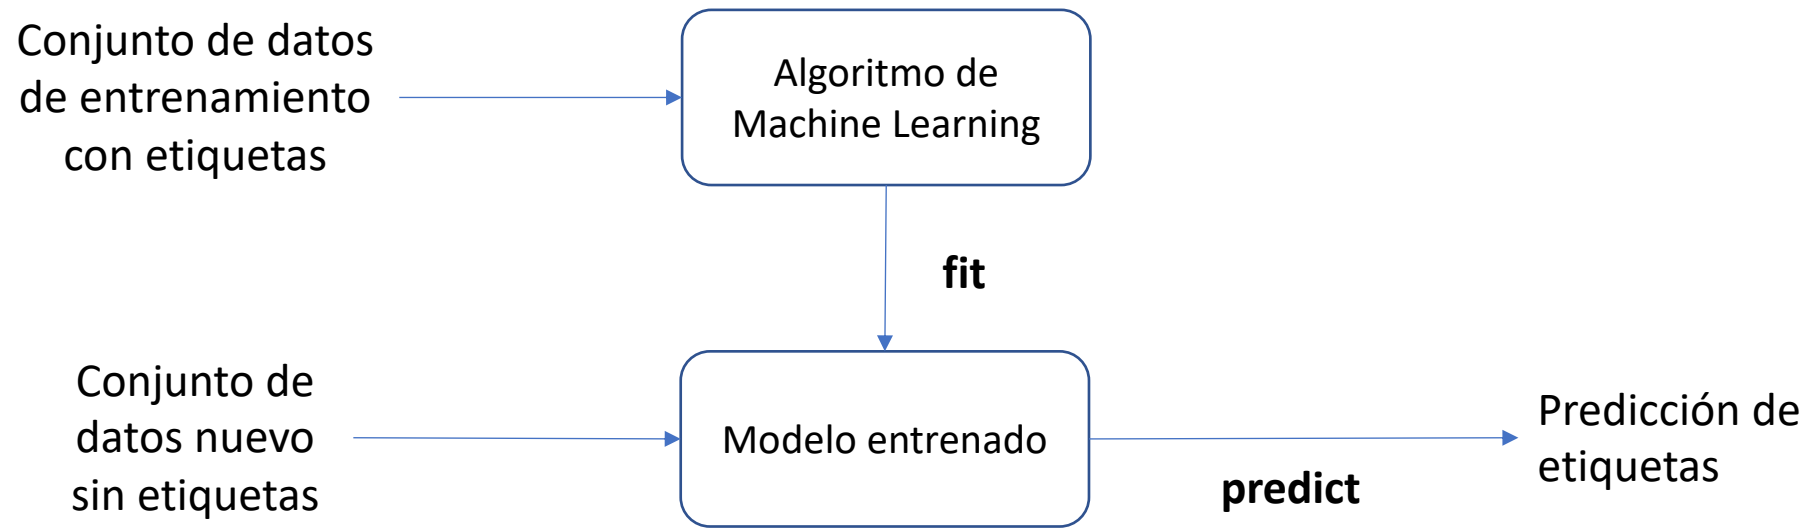 Conjunto de datos
de entrenamiento
con etiquetas
Algoritmo de
Machine Learning
fit
Conjunto de
datos nuevo
sin etiquetas
Modelo entrenado
predict
Predicción de
etiquetas